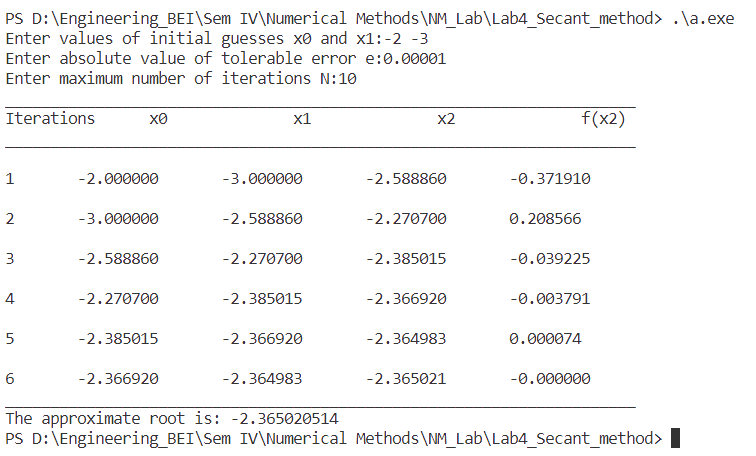 PS D:\Engineering_BEI\Sem IV\Numerical Methods\NM_Lab\Lab4_Secant_method> .\a.exe
Enter values of initial guesses x0 and x1:-2 -3
Enter absolute value of tolerable error e:0.00001
Enter maximum number of iterations N:10
Iterations x0 x1 x2 f(x2)
1 -2.000000 -3.000000 -2.588860 -0.371910
2 -3.000000 -2.588860 -2.270700 0.208566
3 -2.588860 -2.270700 -2.385015 -0.039225
4 -2.270700 -2.385015 -2.366920 -0.003791
5 -2.385015 -2.366920 -2.364983 0.000074
6 -2.366920 -2.364983 -2.365021 -0.000000
The approximate root is: -2.365020514
PS D:\Engineering_BEI\Sem IV\Numerical Methods\NM_Lab\Lab4_Secant_method>